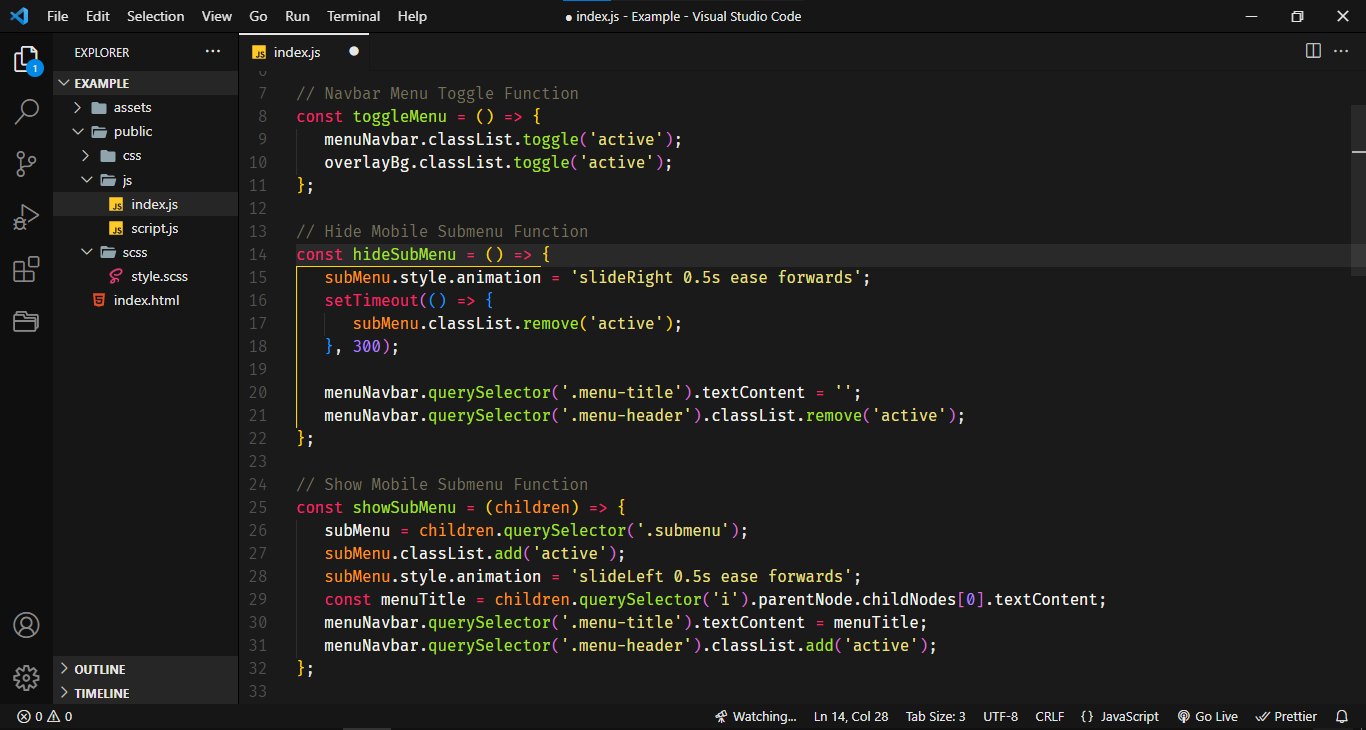 File Edit Selection View Go Run Terminal Help
● index.js - Example - Visual Studio Code
EXPLORER
1
EXAMPLE
assets
public
css
js
index.js
script.js
scss
style.scss
index.html
OUTLINE
TIMELINE
index.js
6
7 // Navbar Menu Toggle Function
8 const toggleMenu = () => {
9 menuNavbar.classList.toggle('active');
10 overlayBg.classList.toggle('active');
11 };
12
13 // Hide Mobile Submenu Function
14 const hideSubMenu = () => {
15 subMenu.style.animation = 'slideRight 0.5s ease forwards';
16 setTimeout(() => {
17 subMenu.classList.remove('active');
18 }, 300);
19
20 menuNavbar.querySelector('.menu-title').textContent = '';
21 menuNavbar.querySelector('.menu-header').classList.remove('active');
22 };
23
24 // Show Mobile Submenu Function
25 const showSubMenu = (children) => {
26 subMenu = children.querySelector('.submenu');
27 subMenu.classList.add('active');
28 subMenu.style.animation = 'slideLeft 0.5s ease forwards';
29 const menuTitle = children.querySelector('i').parentNode.childNodes[0].textContent;
30 menuNavbar.querySelector('.menu-title').textContent = menuTitle;
31 menuNavbar.querySelector('.menu-header').classList.add('active');
32 };
33
0 0 Watching... Ln 14, Col 28 Tab Size: 3 UTF-8 CRLF {} JavaScript Go Live Prettier